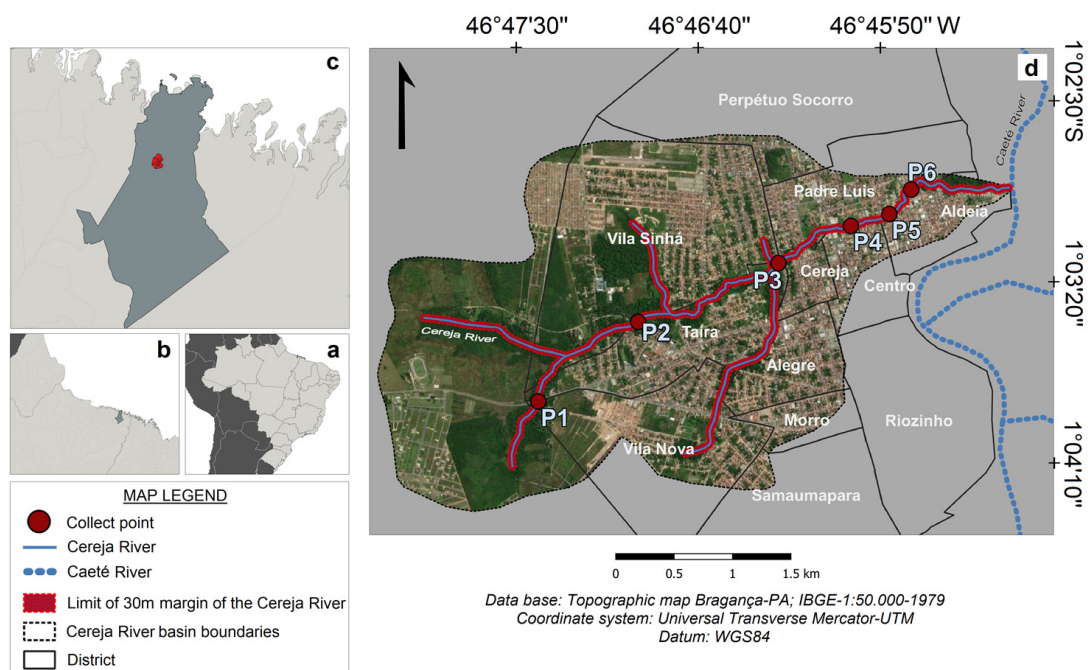 46°47'30" 46°46'40" 46°45'50" W
c
d
1°02'30"S
1°03'20"
1°04'10"
Perpétuo Socorro
Caeté River
P6
Padre Luis
Aldeia
P5
P4
Vila Sinhá
P3
Cereja
Centro
Cereja River
P2
Taíra
Alegre
P1
Morro
Riozinho
Vila Nova
Samaumapara
b
a
MAP LEGEND
Collect point
Cereja River
Caeté River
Limit of 30m margin of the Cereja River
Cereja River basin boundaries
District
0 0.5 1 1.5 km
Data base: Topographic map Bragança-PA; IBGE-1:50.000-1979
Coordinate system: Universal Transverse Mercator-UTM
Datum: WGS84